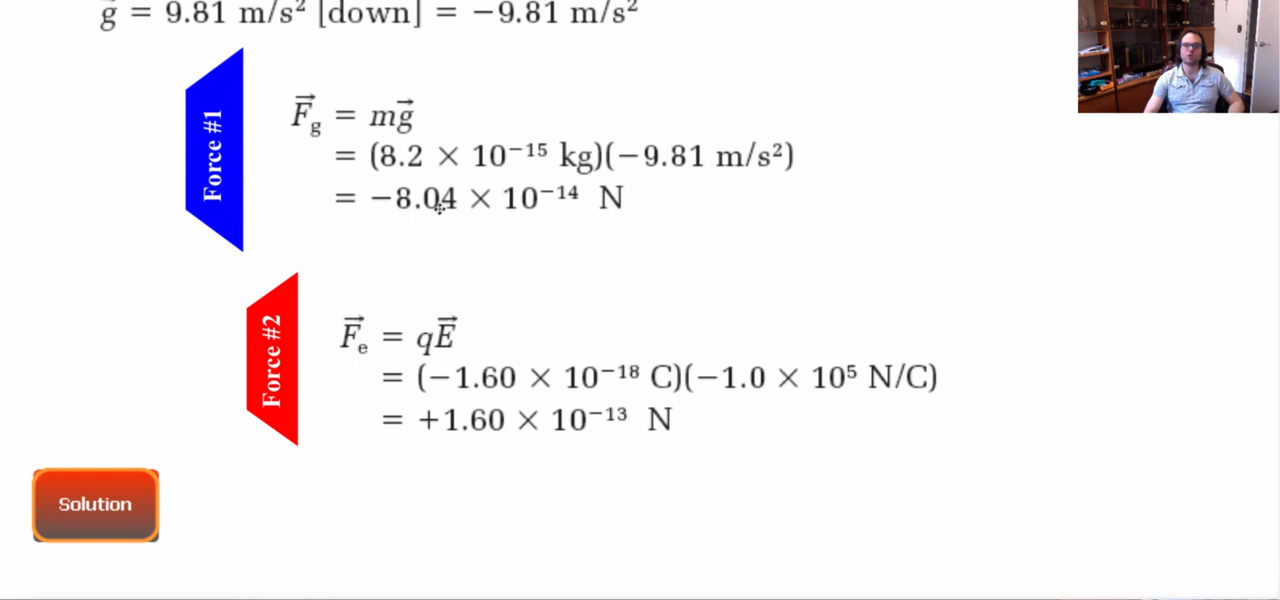 g⃗ = 9.81 m/s² [down] = −9.81 m/s²
Force #1
F⃗g = mg⃗
= (8.2 × 10⁻¹⁵ kg)(−9.81 m/s²)
= −8.04 × 10⁻¹⁴ N
Force #2
F⃗e = qE⃗
= (−1.60 × 10⁻¹⁸ C)(−1.0 × 10⁵ N/C)
= +1.60 × 10⁻¹³ N
Solution